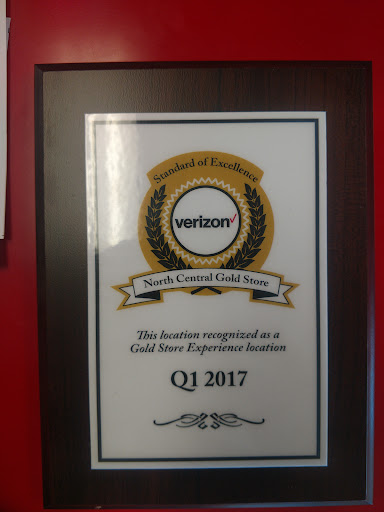 Standard of Excellence
verizon
North Central Gold Store
This location recognized as a
Gold Store Experience location
Q1 2017